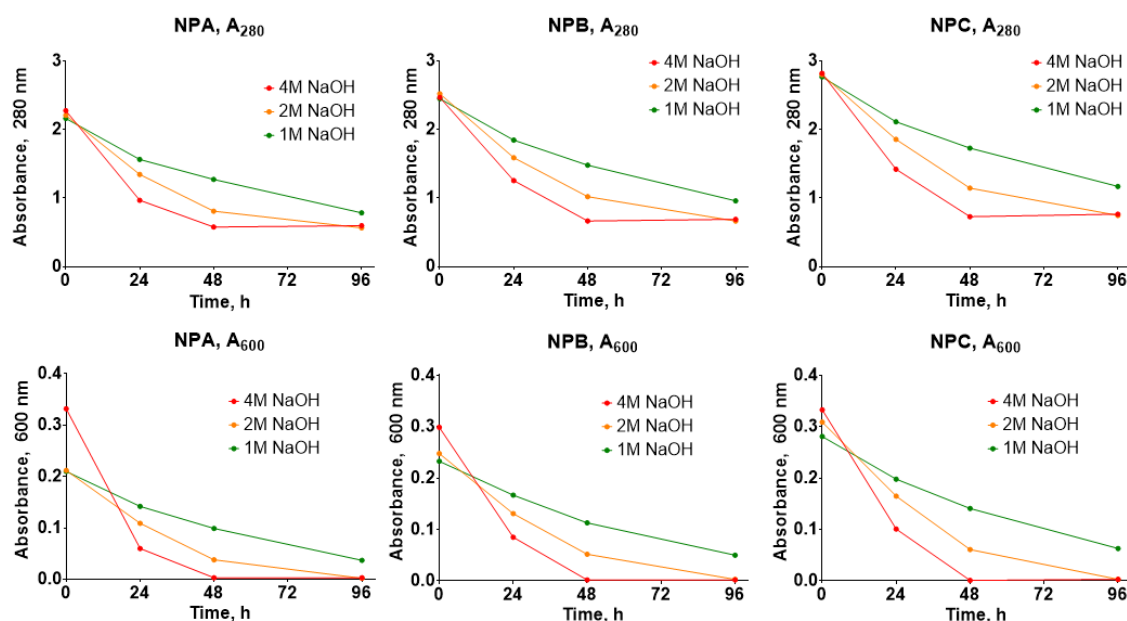 NPA, A280
NPB, A280
NPC, A280
Absorbance, 280 nm
3
2
1
0
4M NaOH
2M NaOH
1M NaOH
0 24 48 72 96
Time, h
Absorbance, 280 nm
3
2
1
0
4M NaOH
2M NaOH
1M NaOH
0 24 48 72 96
Time, h
Absorbance, 280 nm
3
2
1
0
4M NaOH
2M NaOH
1M NaOH
0 24 48 72 96
Time, h
NPA, A600
NPB, A600
NPC, A600
Absorbance, 600 nm
0.4
0.3
0.2
0.1
0.0
4M NaOH
2M NaOH
1M NaOH
0 24 48 72 96
Time, h
Absorbance, 600 nm
0.4
0.3
0.2
0.1
0.0
4M NaOH
2M NaOH
1M NaOH
0 24 48 72 96
Time, h
Absorbance, 600 nm
0.4
0.3
0.2
0.1
0.0
4M NaOH
2M NaOH
1M NaOH
0 24 48 72 96
Time, h